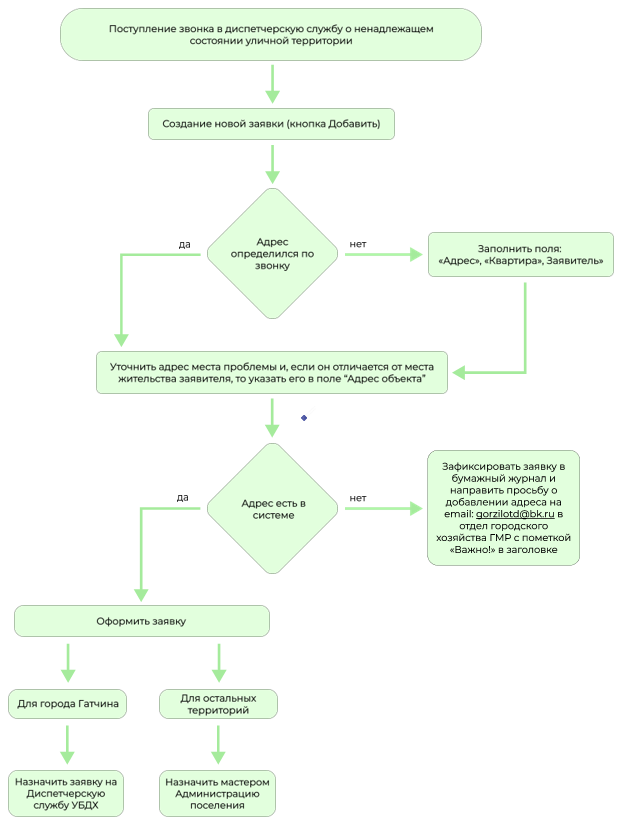 Поступление звонка в диспетчерскую службу о ненадлежащем
состоянии уличной территории
Создание новой заявки (кнопка Добавить)
Адрес
определился по
звонку
да
нет
Заполнить поля:
«Адрес», «Квартира», Заявитель»
Уточнить адрес места проблемы и, если он отличается от места
жительства заявителя, то указать его в поле “Адрес объекта”
Адрес есть в
системе
да
нет
Зафиксировать заявку в
бумажный журнал и
направить просьбу о
добавлении адреса на
email: gorzilotd@bk.ru в
отдел городского
хозяйства ГМР с пометкой
«Важно!» в заголовке
Оформить заявку
Для города Гатчина
Для остальных
территорий
Назначить заявку на
Диспетчерскую
службу УБДХ
Назначить мастером
Администрацию
поселения